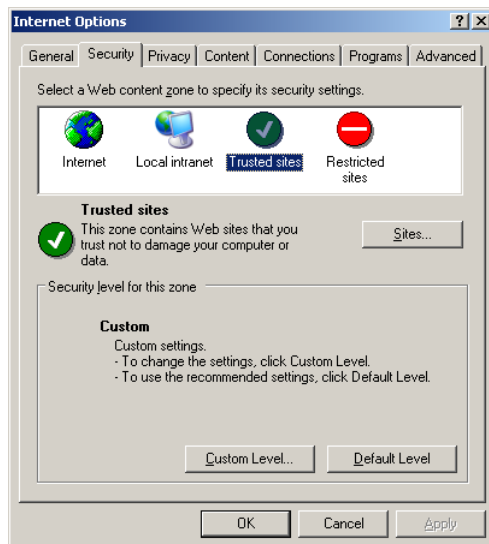 Internet Options
General Security Privacy Content Connections Programs Advanced
Select a Web content zone to specify its security settings.
Internet Local intranet Trusted sites Restricted sites
Trusted sites
This zone contains Web sites that you
trust not to damage your computer or
data.
Sites...
Security level for this zone
Custom
Custom settings.
- To change the settings, click Custom Level.
- To use the recommended settings, click Default Level.
Custom Level... Default Level
OK Cancel Apply